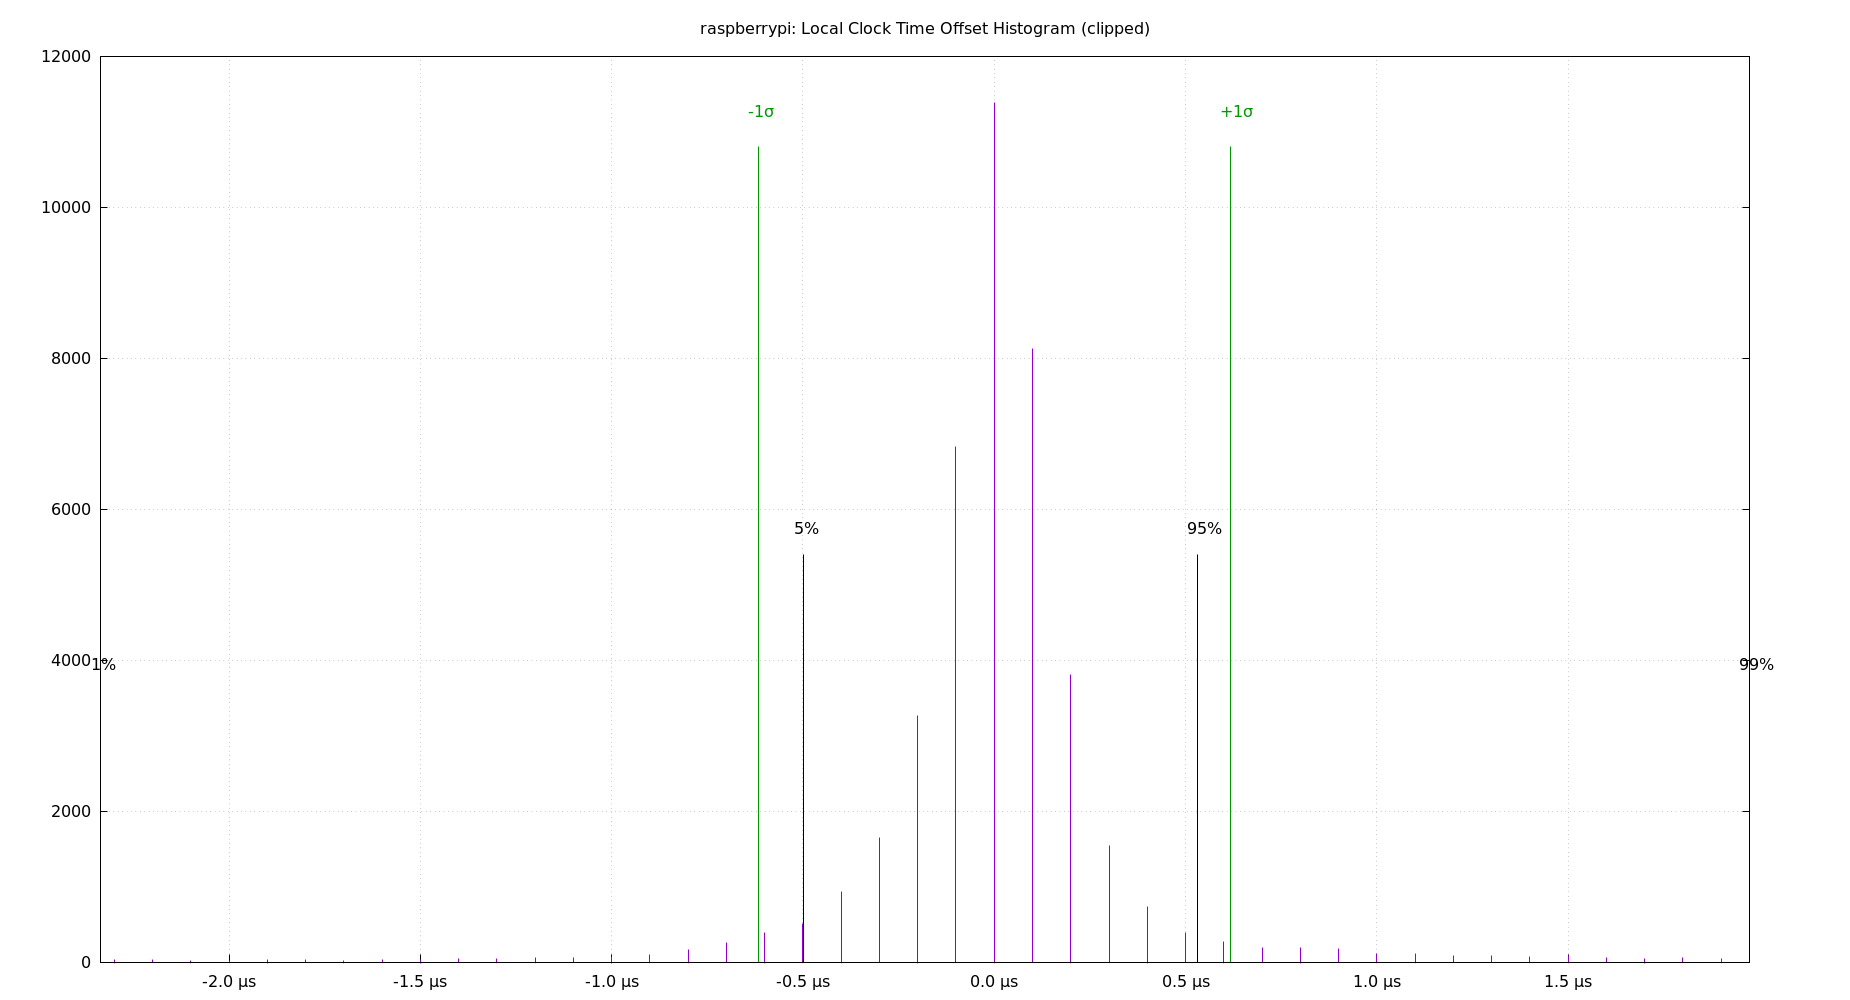 raspberrypi: Local Clock Time Offset Histogram (clipped)
12000
-1σ
+1σ
10000
8000
6000
5%
95%
4000
1%
99%
2000
0
-2.0 µs
-1.5 µs
-1.0 µs
-0.5 µs
0.0 µs
0.5 µs
1.0 µs
1.5 µs